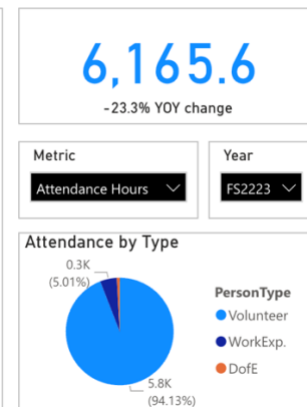 6,165.6
-23.3% YOY change
Metric
Year
Attendance Hours
FS2223
Attendance by Type
0.3K
(5.01%)
PersonType
Volunteer
WorkExp.
DofE
5.8K
(94.13%)